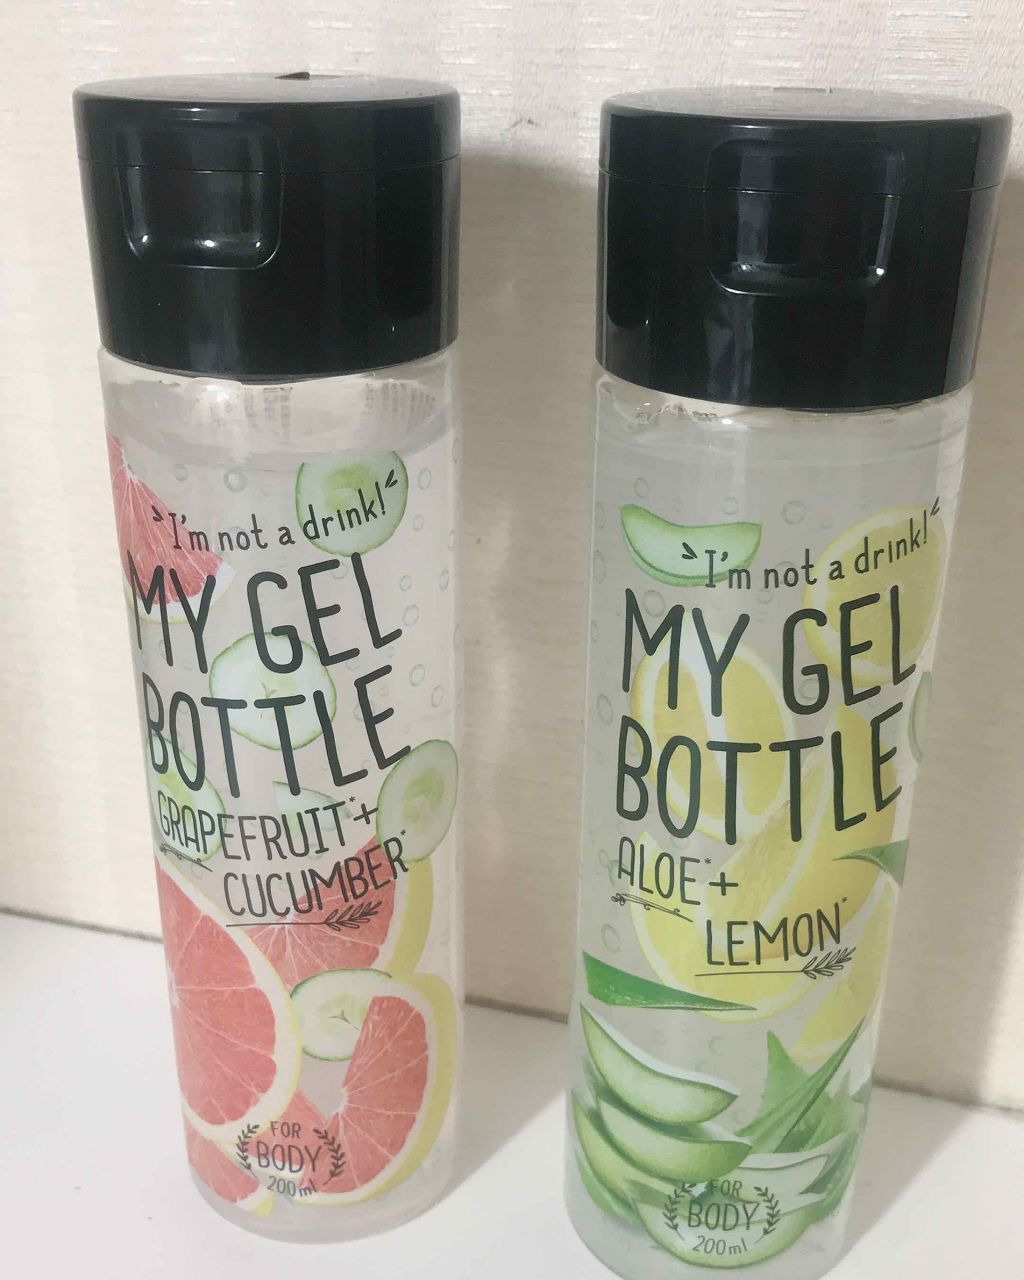 I'm not a drink!
MY GEL
BOTTLE
GRAPEFRUIT*+
CUCUMBER*
FOR
BODY
200ml
I'm not a drink!
MY GEL
BOTTLE
ALOE*+
LEMON*
FOR
BODY
200ml